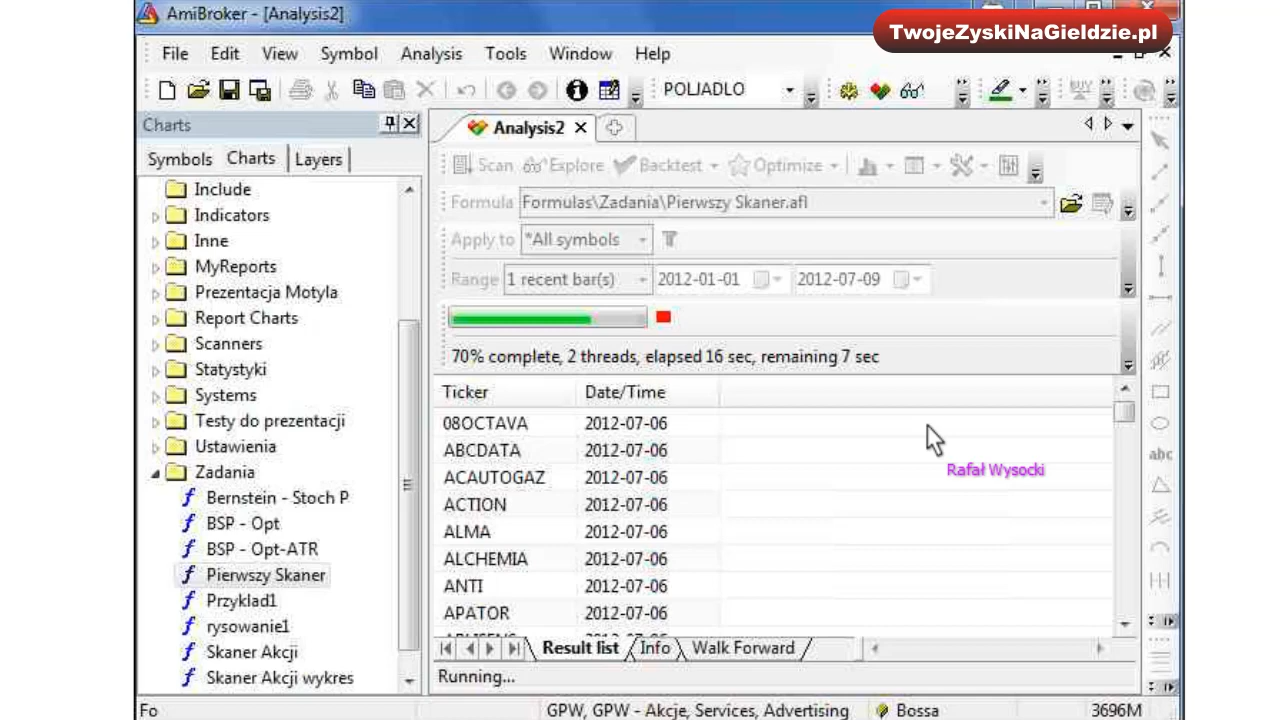 AmiBroker - [Analysis2]
TwojeZyskiNaGieldzie.pl
File Edit View Symbol Analysis Tools Window Help
POLJADLO
Charts
Analysis2
Symbols Charts Layers
Scan Explore Backtest Optimize
Formula Formulas\Zadania\Pierwszy Skaner.afl
Apply to *All symbols
Range 1 recent bar(s) 2012-01-01 2012-07-09
70% complete, 2 threads, elapsed 16 sec, remaining 7 sec
Include
Indicators
Inne
MyReports
Prezentacja Motyla
Report Charts
Scanners
Statystyki
Systems
Testy do prezentacji
Ustawienia
Zadania
Bernstein - Stoch P
BSP - Opt
BSP - Opt-ATR
Pierwszy Skaner
Przyklad1
rysowanie1
Skaner Akcji
Skaner Akcji wykres
Ticker Date/Time
08OCTAVA 2012-07-06
ABCDATA 2012-07-06
ACAUTOGAZ 2012-07-06
ACTION 2012-07-06
ALMA 2012-07-06
ALCHEMIA 2012-07-06
ANTI 2012-07-06
APATOR 2012-07-06
Rafał Wysocki
abc
Result list Info Walk Forward
Running...
Fo GPW, GPW - Akcje, Services, Advertising Bossa 3696M